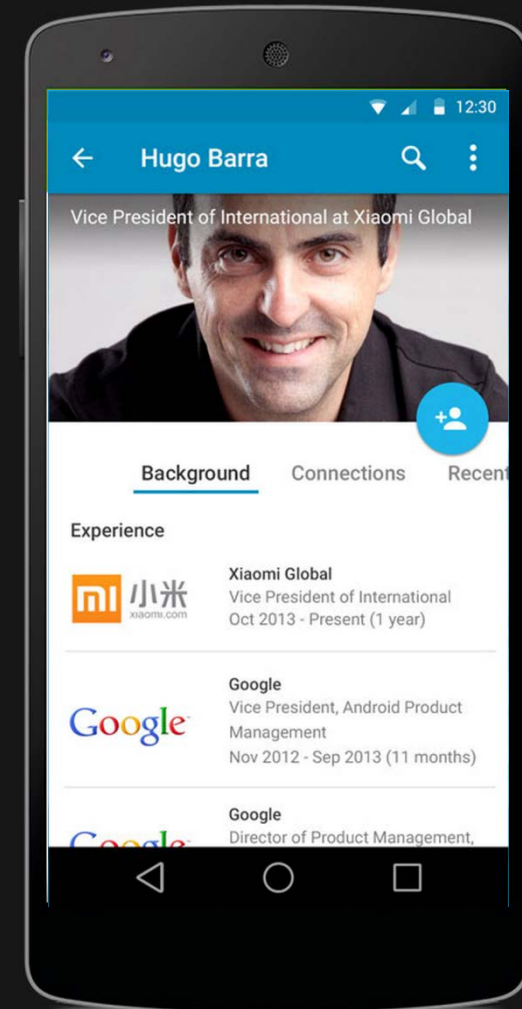 12:30
Hugo Barra
Vice President of International at Xiaomi Global
Background Connections Recent
Experience
mi 小米
xiaomi.com
Xiaomi Global
Vice President of International
Oct 2013 - Present (1 year)
Google
Google
Vice President, Android Product
Management
Nov 2012 - Sep 2013 (11 months)
Google
Google
Director of Product Management,